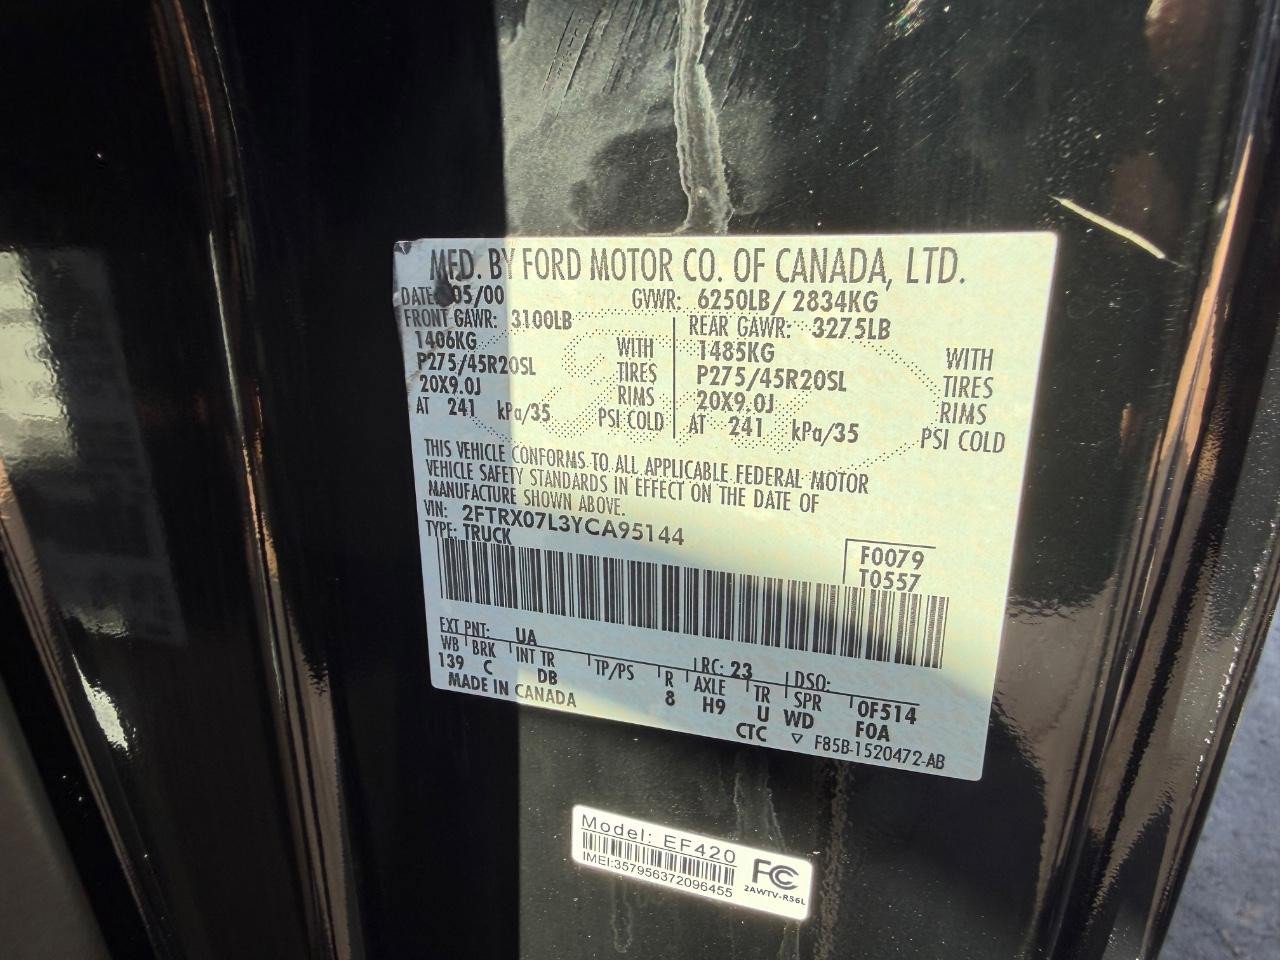 MFD. BY FORD MOTOR CO. OF CANADA, LTD.
DATE: 05/00 GVWR: 6250LB/ 2834KG
FRONT GAWR: 3100LB REAR GAWR: 3275LB
1406KG WITH 1485KG WITH
P275/45R20SL TIRES P275/45R20SL TIRES
20X9.0J RIMS 20X9.0J RIMS
AT 241 kPa/35 PSI COLD AT 241 kPa/35 PSI COLD
THIS VEHICLE CONFORMS TO ALL APPLICABLE FEDERAL MOTOR
VEHICLE SAFETY STANDARDS IN EFFECT ON THE DATE OF
MANUFACTURE SHOWN ABOVE.
VIN: 2FTRX07L3YCA95144
TYPE: TRUCK
F0079
T0557
EXT PNT: UA RC: 23 DSO:
WB BRK INT TR TP/PS R AXLE TR SPR 0F514
139 C DB 8 H9 U WD F0A
MADE IN CANADA CTC ▽ F85B-1520472-AB
Model: EF420
IMEI:357956372096455
FCC
2AWTV-RS6L